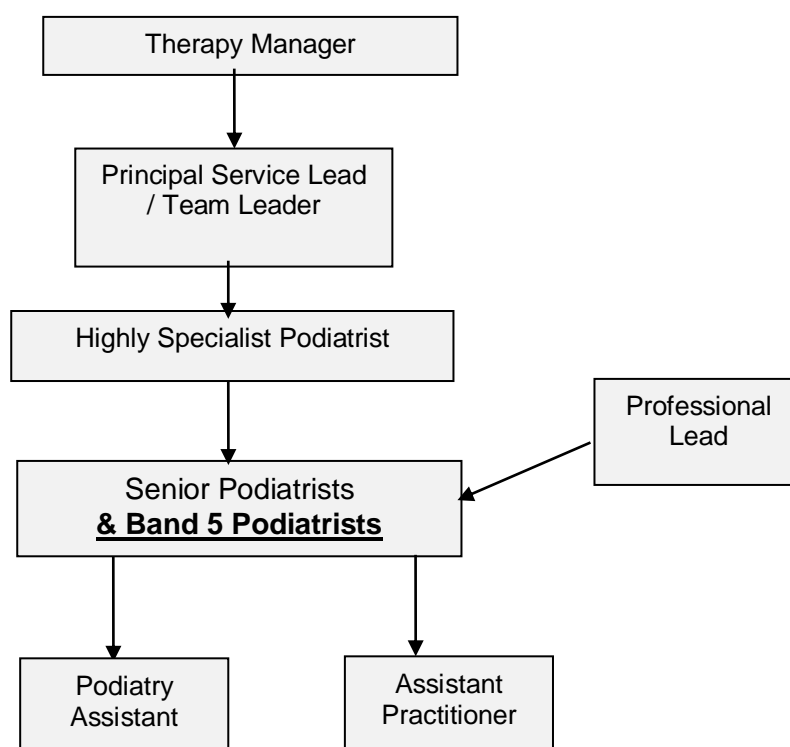 Therapy Manager
Principal Service Lead
/ Team Leader
Highly Specialist Podiatrist
Professional
Lead
Senior Podiatrists
& Band 5 Podiatrists
Podiatry
Assistant
Assistant
Practitioner